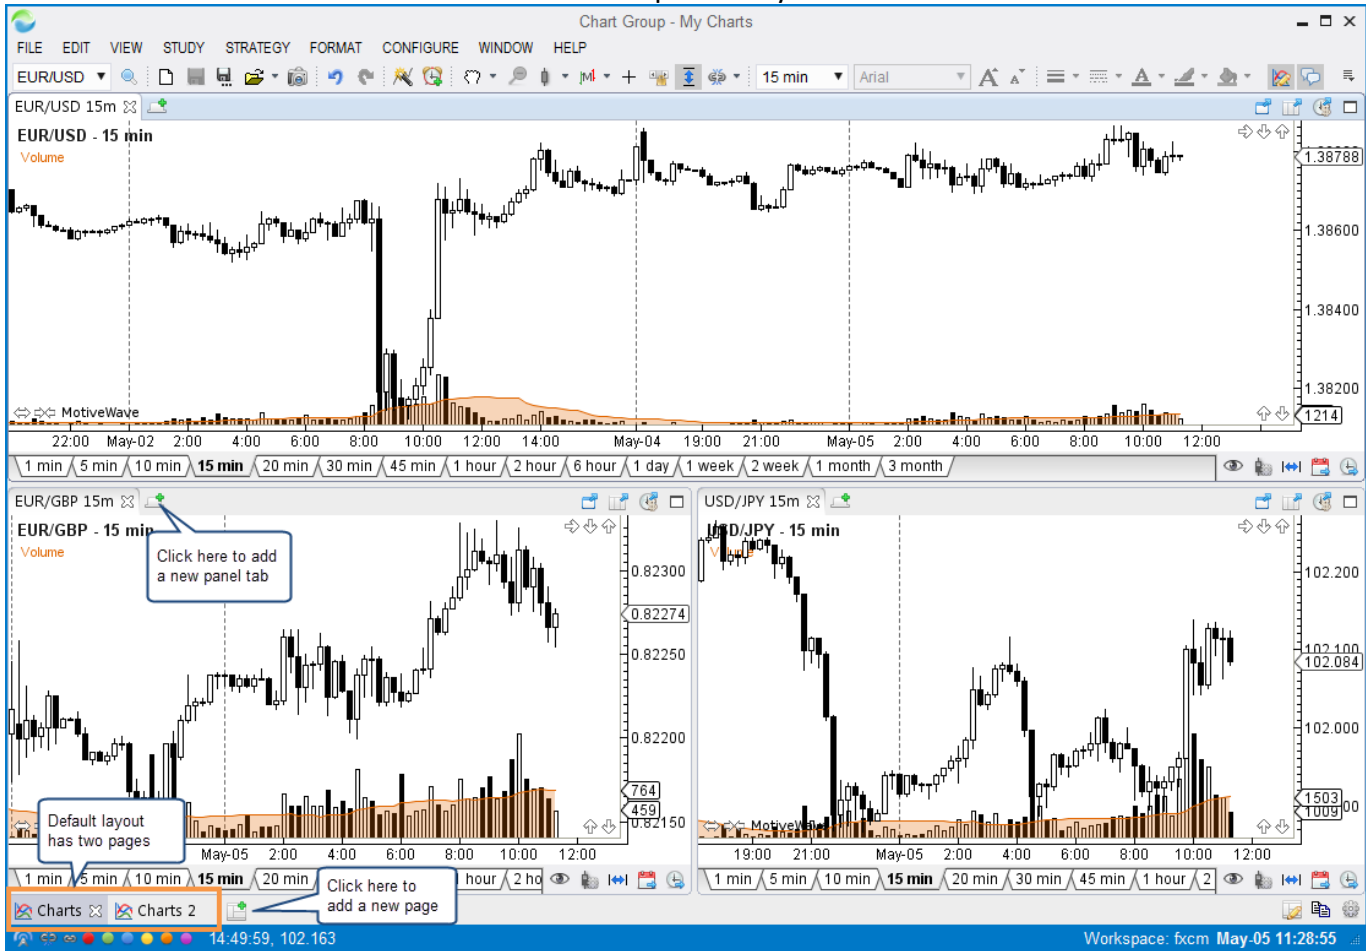 Chart Group - My Charts
FILE EDIT VIEW STUDY STRATEGY FORMAT CONFIGURE WINDOW HELP
EUR/USD 15 min Arial
EUR/USD 15m
EUR/USD - 15 min
Volume
1.38788
1.38600
1.38400
1.38200
1214
MotiveWave
22:00 May-02 2:00 4:00 6:00 8:00 10:00 12:00 14:00 May-04 19:00 21:00 May-05 2:00 4:00 6:00 8:00 10:00 12:00
1 min 5 min 10 min 15 min 20 min 30 min 45 min 1 hour 2 hour 6 hour 1 day 1 week 2 week 1 month 3 month
EUR/GBP 15m
EUR/GBP - 15 min
Volume
Click here to add
a new panel tab
0.82300
0.82274
0.82250
0.82200
764
459
0.82150
Default layout
has two pages
May-05 2:00 4:00 6:00 8:00 10:00 12:00
1 min 5 min 10 min 15 min 20 min hour 2 ho
Click here to
add a new page
USD/JPY 15m
USD/JPY - 15 min
Volume
102.200
102.100
102.084
102.000
1503
1009
MotiveWave
19:00 21:00 May-05 2:00 4:00 6:00 8:00 10:00 12:00
1 min 5 min 10 min 15 min 20 min 30 min 45 min 1 hour 2
Charts Charts 2
14:49:59, 102.163
Workspace: fxcm May-05 11:28:55